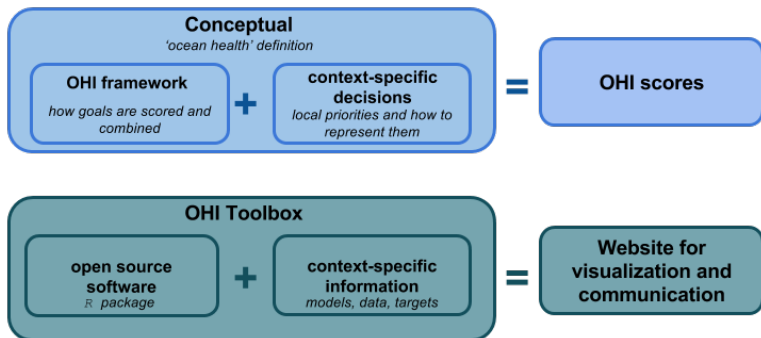 Conceptual
'ocean health' definition
OHI framework
how goals are scored and
combined
+
context-specific
decisions
local priorities and how to
represent them
=
OHI scores
OHI Toolbox
open source
software
R package
+
context-specific
information
models, data, targets
=
Website for
visualization and
communication